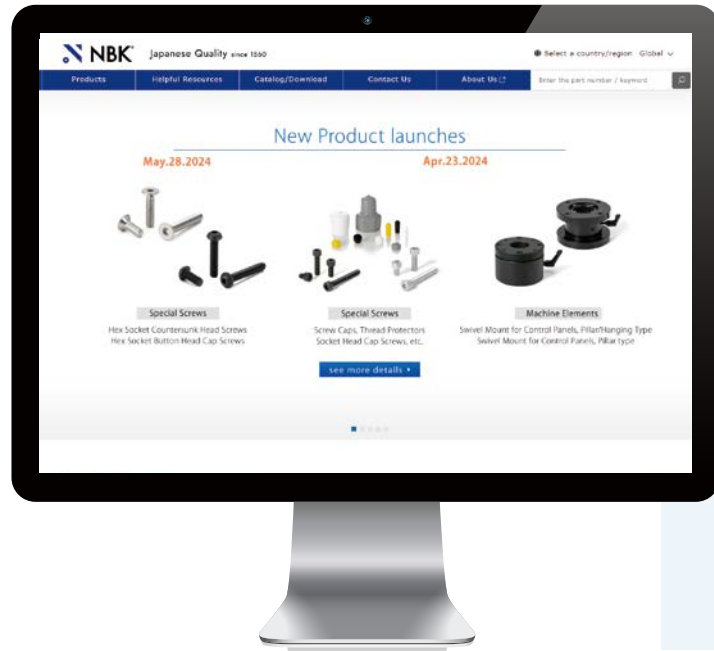 NBK Japanese Quality since 1560
Select a country/region Global
Products Helpful Resources Catalog/Download Contact Us About Us Enter the part number / keyword
New Product launches
May.28.2024 Apr.23.2024
Special Screws Special Screws Machine Elements
Hex Socket Countersunk Head Screws Screw Caps, Thread Protectors Swivel Mount for Control Panels, Pillar/Hanging Type
Hex Socket Button Head Cap Screws Socket Head Cap Screws, etc. Swivel Mount for Control Panels, Pillar type
see more details